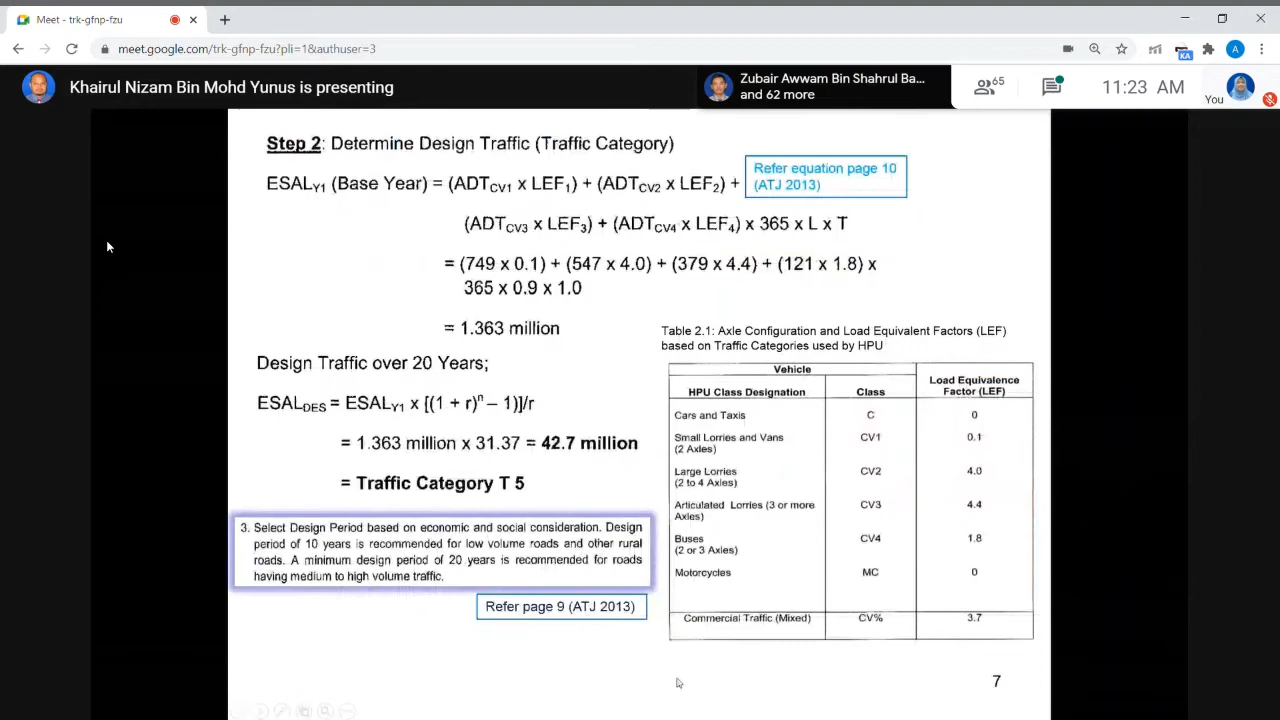 Meet - trk-gfnp-fzu
meet.google.com/trk-gfnp-fzu?pli=1&authuser=3
KA
A
Khairul Nizam Bin Mohd Yunus is presenting
Zubair Awwam Bin Shahrul Ba...
and 62 more
65
11:23 AM
You
Step 2: Determine Design Traffic (Traffic Category)
ESALY1 (Base Year) = (ADTCV1 x LEF1) + (ADTCV2 x LEF2) +
Refer equation page 10
(ATJ 2013)
(ADTCV3 x LEF3) + (ADTCV4 x LEF4) x 365 x L x T
= (749 x 0.1) + (547 x 4.0) + (379 x 4.4) + (121 x 1.8) x
365 x 0.9 x 1.0
= 1.363 million
Design Traffic over 20 Years;
ESALDES = ESALY1 x [(1 + r)n – 1)]/r
= 1.363 million x 31.37 = 42.7 million
= Traffic Category T 5
3. Select Design Period based on economic and social consideration. Design
period of 10 years is recommended for low volume roads and other rural
roads. A minimum design period of 20 years is recommended for roads
having medium to high volume traffic.
Refer page 9 (ATJ 2013)
Table 2.1: Axle Configuration and Load Equivalent Factors (LEF)
based on Traffic Categories used by HPU
Vehicle
Load Equivalence
Factor (LEF)
HPU Class Designation Class
Cars and Taxis C 0
Small Lorries and Vans CV1 0.1
(2 Axles)
Large Lorries CV2 4.0
(2 to 4 Axles)
Articulated Lorries (3 or more CV3 4.4
Axles)
Buses CV4 1.8
(2 or 3 Axles)
Motorcycles MC 0
Commercial Traffic (Mixed) CV% 3.7
7